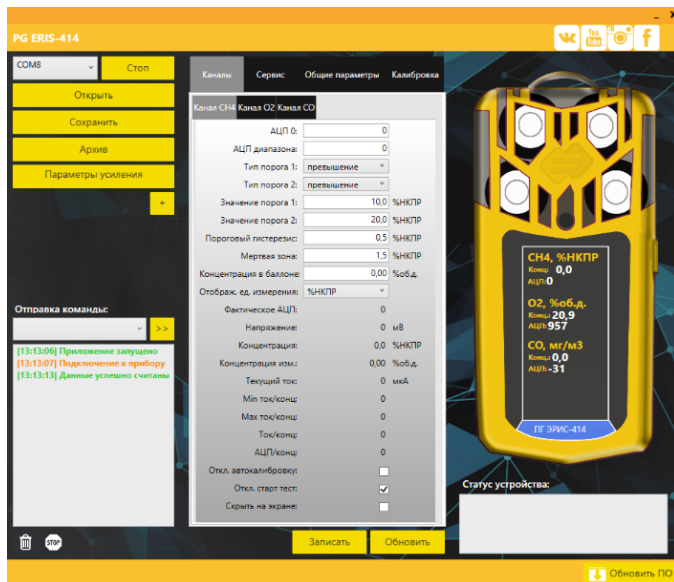 PG ERIS-414
You Tube
COM8
Стоп
Открыть
Сохранить
Архив
Параметры усиления
+
Отправка команды:
>>
[13:13:06] Приложение запущено
[13:13:07] Подключение к прибору
[13:13:13] Данные успешно считаны
STOP
Каналы Сервис Общие параметры Калибровка
Канал CH4 Канал O2 Канал CO
АЦП 0: 0
АЦП диапазона: 0
Тип порога 1: превышение
Тип порога 2: превышение
Значение порога 1: 10,0 %НКПР
Значение порога 2: 20,0 %НКПР
Пороговый гистерезис: 0,5 %НКПР
Мертвая зона: 1,5 %НКПР
Концентрация в баллоне: 0,00 %об.д.
Отображ. ед. измерения: %НКПР
Фактическое АЦП: 0
Напряжение: 0 мВ
Концентрация: 0,0 %НКПР
Концентрация изм.: 0,00 %об.д.
Текущий ток: 0 мкА
Min ток/конц: 0
Max ток/конц: 0
Ток/конц: 0
АЦП/конц: 0
Откл. автокалибровку:
Откл. старт тест:
Скрыть на экране:
Записать
Обновить
CH4, %НКПР
Конц: 0,0
АЦП: 0
O2, %об.д.
Конц: 20,9
АЦП: 957
CO, мг/м3
Конц: 0,0
АЦП: -31
ПГ ЭРИС-414
Статус устройства:
Обновить ПО